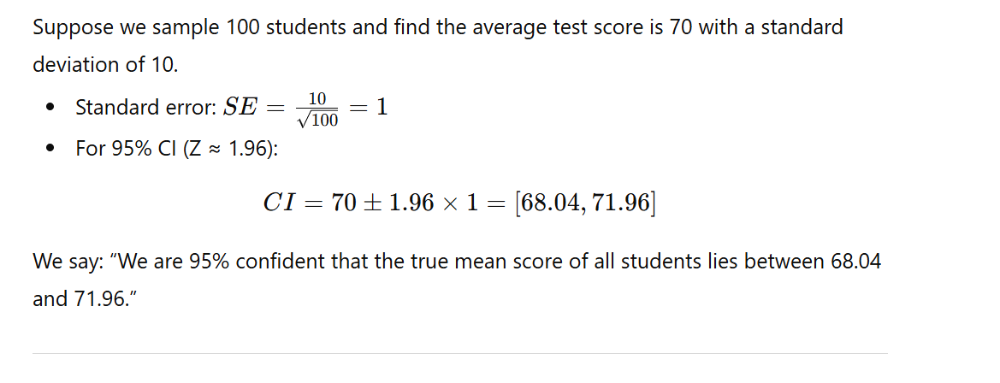 Suppose we sample 100 students and find the average test score is 70 with a standard
deviation of 10.
• Standard error: SE = 10/√100 = 1
• For 95% CI (Z ≈ 1.96):
CI = 70 ± 1.96 × 1 = [68.04, 71.96]
We say: “We are 95% confident that the true mean score of all students lies between 68.04
and 71.96.”